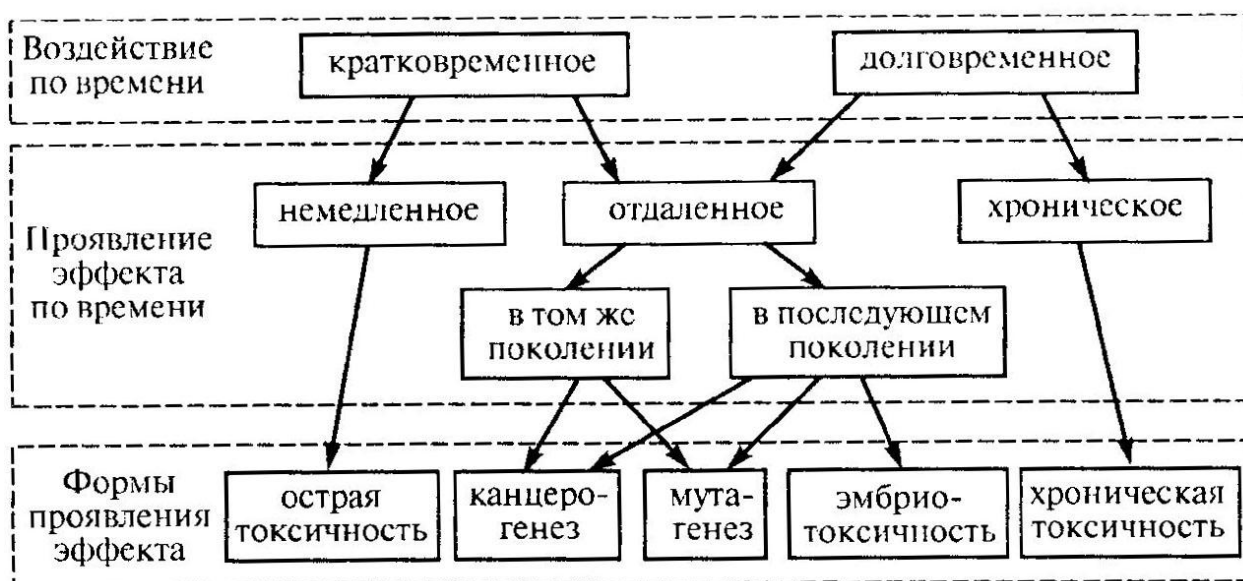 Воздействие
по времени
кратковременное
долговременное
Проявление
эффекта
по времени
немедленное
отдаленное
хроническое
в том же
поколении
в последующем
поколении
Формы
проявления
эффекта
острая
токсичность
канцеро-
генез
мута-
генез
эмбрио-
токсичность
хроническая
токсичность